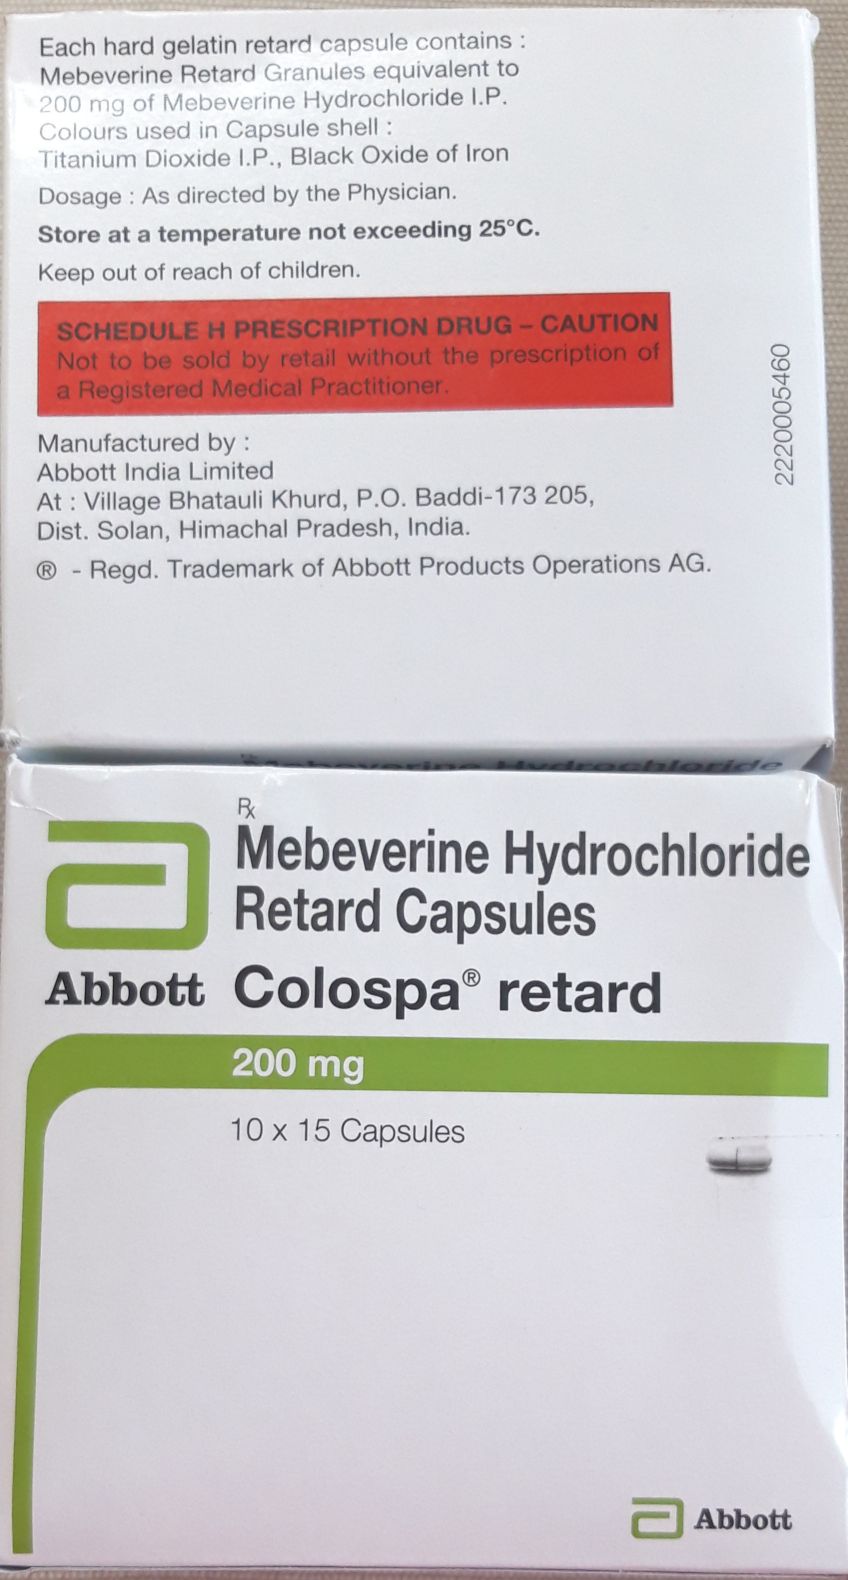 Each hard gelatin retard capsule contains :
Mebeverine Retard Granules equivalent to
200 mg of Mebeverine Hydrochloride I.P.
Colours used in Capsule shell :
Titanium Dioxide I.P., Black Oxide of Iron
Dosage : As directed by the Physician.
Store at a temperature not exceeding 25°C.
Keep out of reach of children.
SCHEDULE H PRESCRIPTION DRUG – CAUTION
Not to be sold by retail without the prescription of
a Registered Medical Practitioner.
2220005460
Manufactured by :
Abbott India Limited
At : Village Bhatauli Khurd, P.O. Baddi-173 205,
Dist. Solan, Himachal Pradesh, India.
® - Regd. Trademark of Abbott Products Operations AG.
Mebeverine Hydrochloride
℞
Mebeverine Hydrochloride
Retard Capsules
Abbott
Colospa® retard
200 mg
10 x 15 Capsules
Abbott